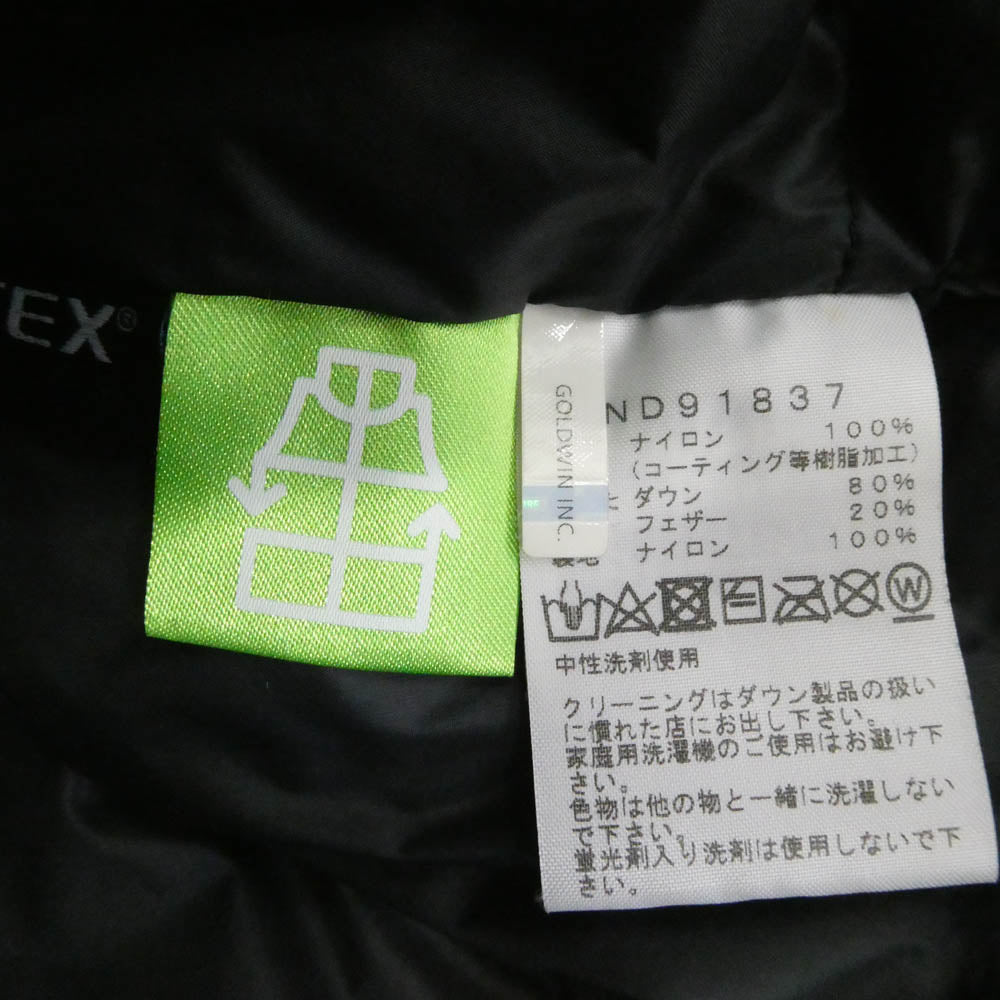 TEX®
GOLDWIN INC.
ND91837
ナイロン 100%
(コーティング等樹脂加工)
ダウン 80%
フェザー 20%
ナイロン 100%
W
中性洗剤使用
クリーニングはダウン製品の扱い
に慣れた店にお出し下さい。
家庭用洗濯機のご使用はお避け下
さい。
色物は他の物と一緒に洗濯しない
で下さい。
蛍光剤入り洗剤は使用しないで下
さい。